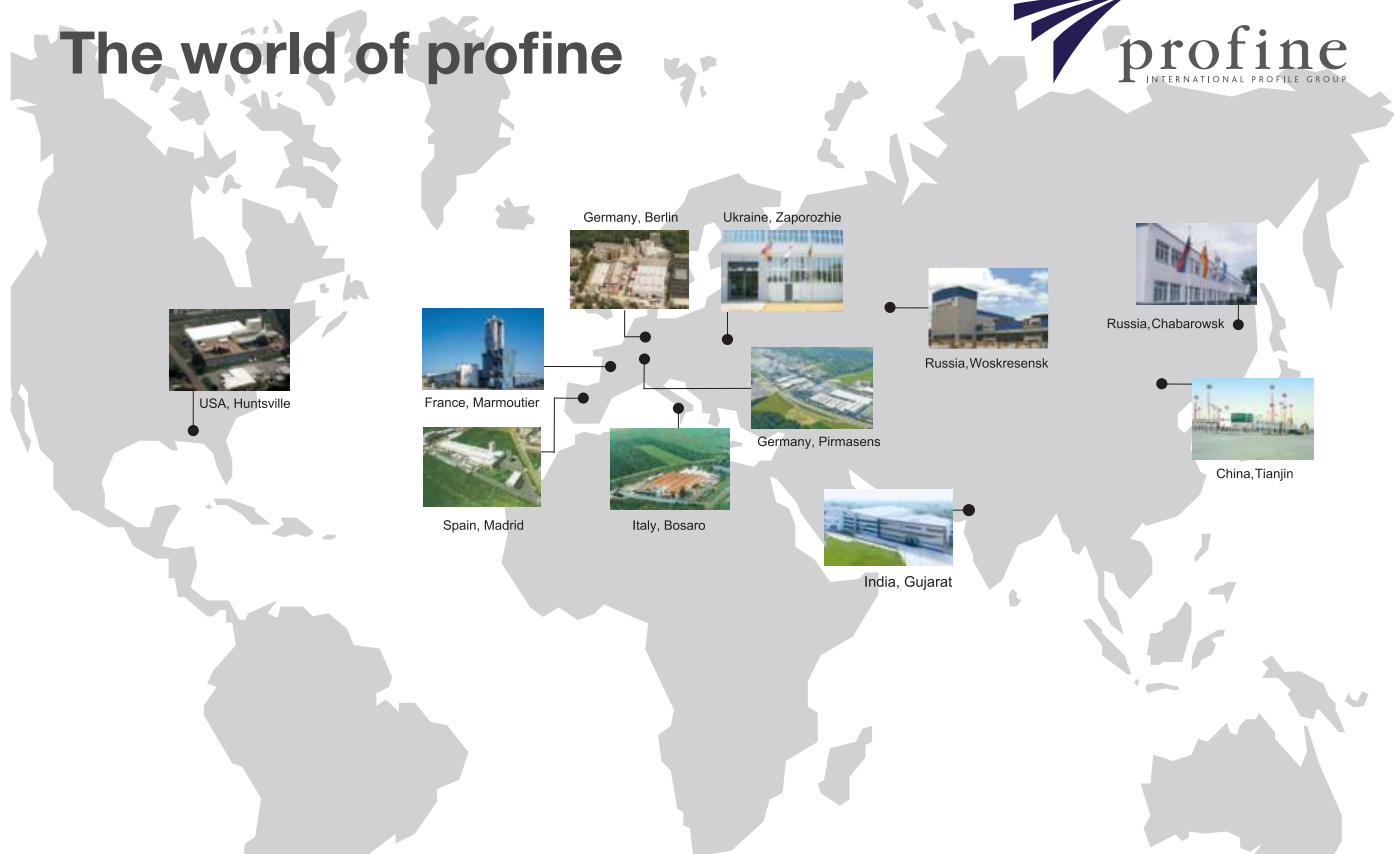 The world of profine
profine
INTERNATIONAL PROFILE GROUP
Germany, Berlin
Ukraine, Zaporozhie
Russia,Chabarowsk
Russia,Woskresensk
USA, Huntsville
France, Marmoutier
Germany, Pirmasens
China,Tianjin
Spain, Madrid
Italy, Bosaro
India, Gujarat